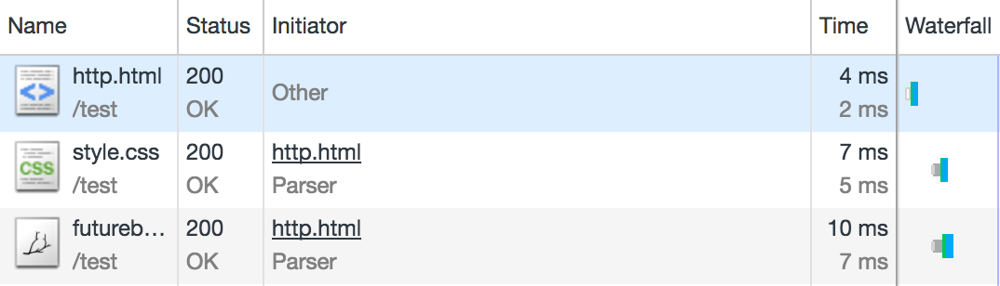 Name Status Initiator Time Waterfall
http.html 200 Other 4 ms
/test OK 2 ms
CSS
style.css 200 http.html 7 ms
/test OK Parser 5 ms
futureb… 200 http.html 10 ms
/test OK Parser 7 ms